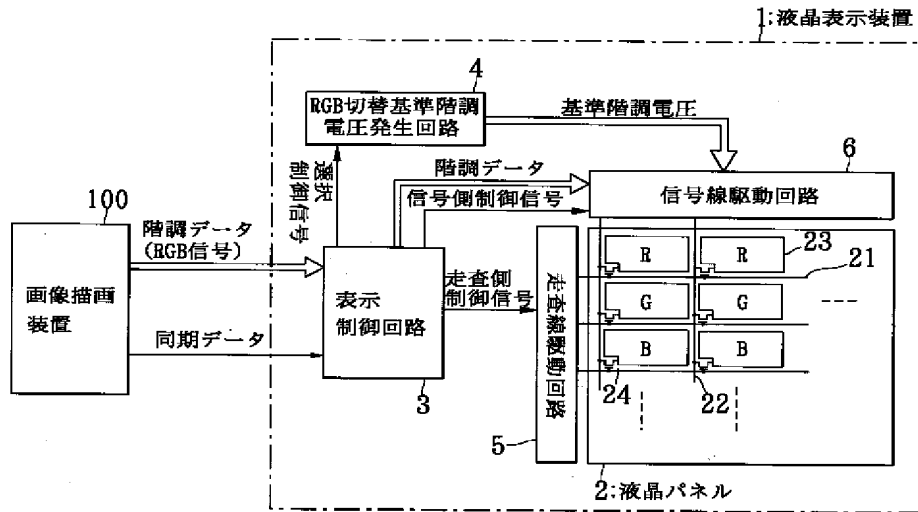 1;液晶表示装置
4
RGB切替基準階調
電圧発生回路
基準階調電圧
選択
制御信号
階調データ
信号側制御信号
6
信号線駆動回路
100
画像描画
装置
階調データ
(RGB信号)
同期データ
表示
制御回路
3
走査側
制御信号
走査線駆動回路
5
R
R
23
21
G
G
B
B
24
22
2;液晶パネル